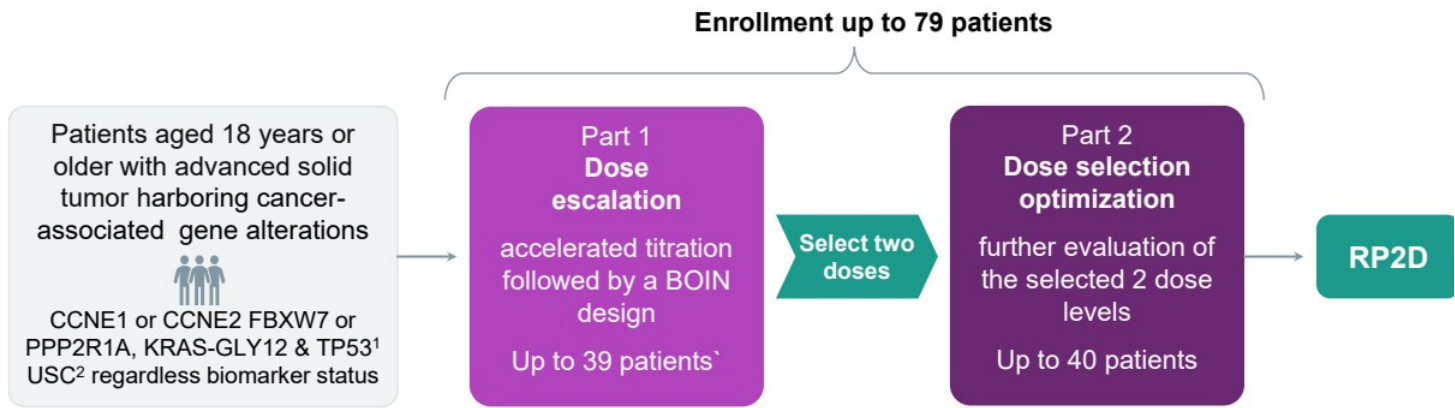 Enrollment up to 79 patients
Patients aged 18 years or
older with advanced solid
tumor harboring cancer-
associated gene alterations
CCNE1 or CCNE2 FBXW7 or
PPP2R1A, KRAS-GLY12 & TP53¹
USC² regardless biomarker status
Part 1
Dose
escalation
accelerated titration
followed by a BOIN
design
Up to 39 patients`
Select two
doses
Part 2
Dose selection
optimization
further evaluation of
the selected 2 dose
levels
Up to 40 patients
RP2D